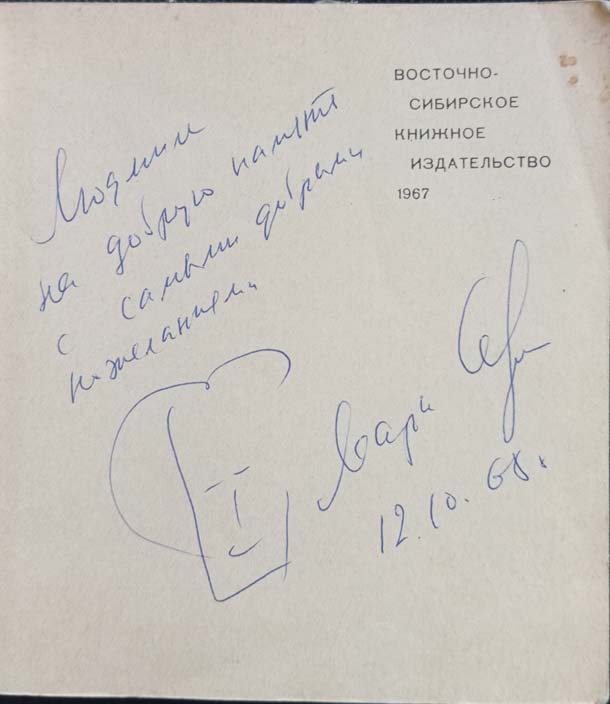 ВОСТОЧНО-
СИБИРСКОЕ
КНИЖНОЕ
ИЗДАТЕЛЬСТВО
1967
Людмиле
на добрую память
с самыми добрыми
пожеланиями
12.10.68.